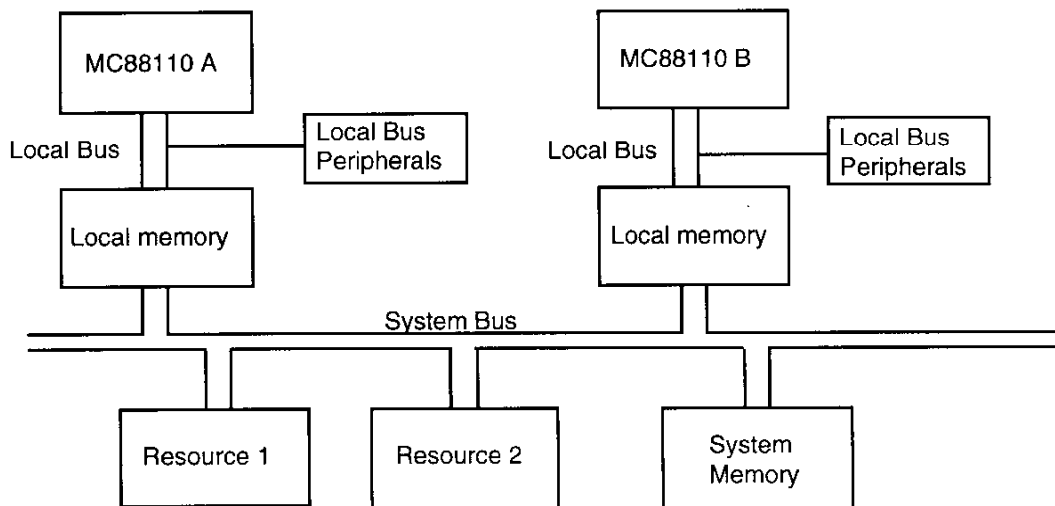 MC88110 A
MC88110 B
Local Bus
Local Bus
Peripherals
Local Bus
Local Bus
Peripherals
Local memory
Local memory
System Bus
Resource 1
Resource 2
System
Memory